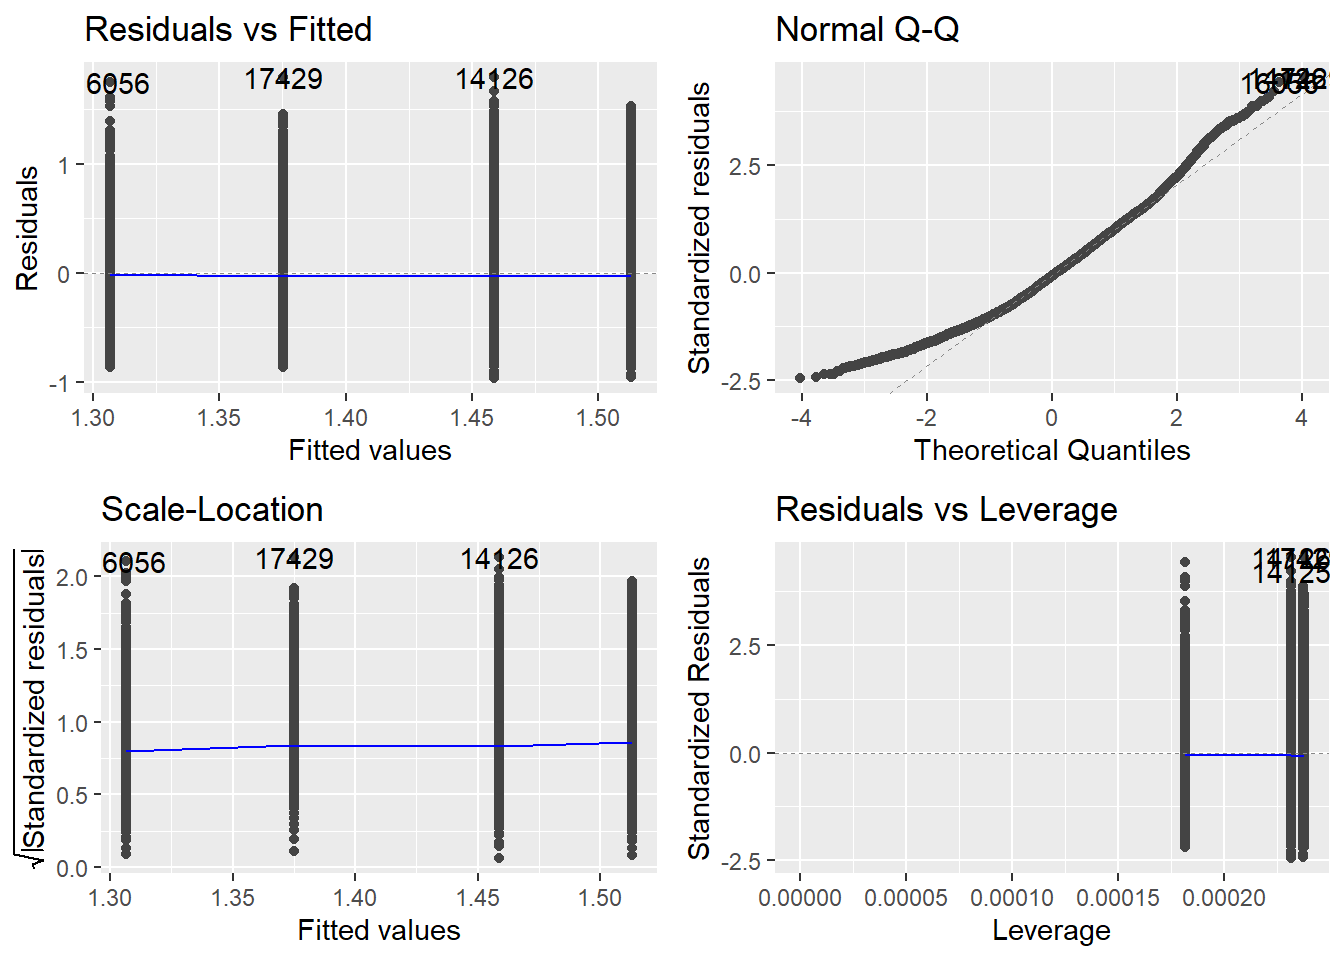 Residuals vs Fitted
6056
17429
14126
Residuals
1
0
-1
1.30 1.35 1.40 1.45 1.50
Fitted values
Normal Q-Q
Standardized residuals
2.5
0.0
-2.5
-4 -2 0 2 4
Theoretical Quantiles
Scale-Location
6056
17429
14126
√|Standardized residuals|
2.0
1.5
1.0
0.5
0.0
1.30 1.35 1.40 1.45 1.50
Fitted values
Residuals vs Leverage
14125
Standardized Residuals
2.5
0.0
-2.5
0.00000 0.00005 0.00010 0.00015 0.00020
Leverage